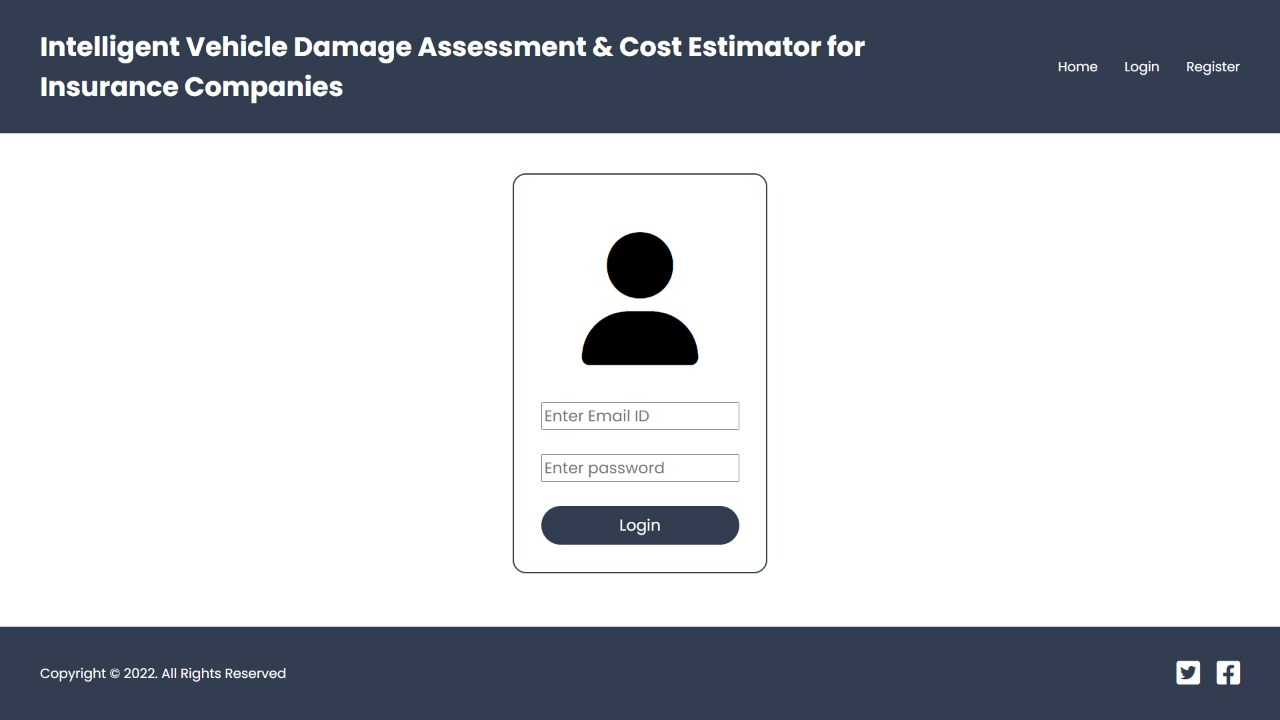 Intelligent Vehicle Damage Assessment & Cost Estimator for
Insurance Companies
Home Login Register
Enter Email ID
Enter password
Login
Copyright © 2022. All Rights Reserved